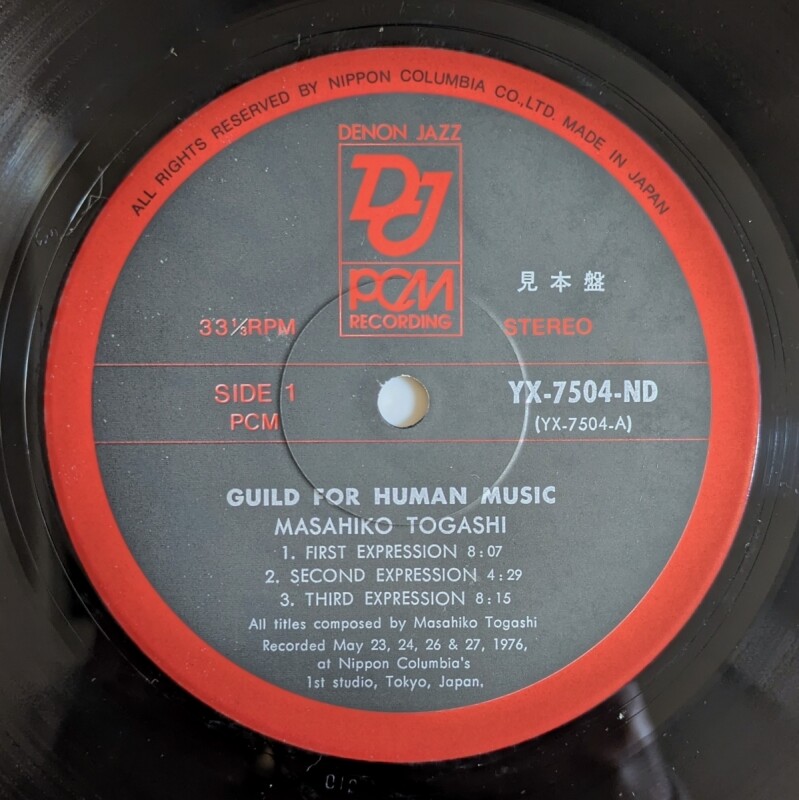 ALL RIGHTS RESERVED BY NIPPON COLUMBIA CO.,LTD. MADE IN JAPAN
DENON JAZZ
DJ
PCM
RECORDING
見本盤
33⅓RPM
STEREO
SIDE 1
PCM
YX-7504-ND
(YX-7504-A)
GUILD FOR HUMAN MUSIC
MASAHIKO TOGASHI
1. FIRST EXPRESSION 8:07
2. SECOND EXPRESSION 4:29
3. THIRD EXPRESSION 8:15
All titles composed by Masahiko Togashi
Recorded May 23, 24, 26 & 27, 1976,
at Nippon Columbia's
1st studio, Tokyo, Japan,